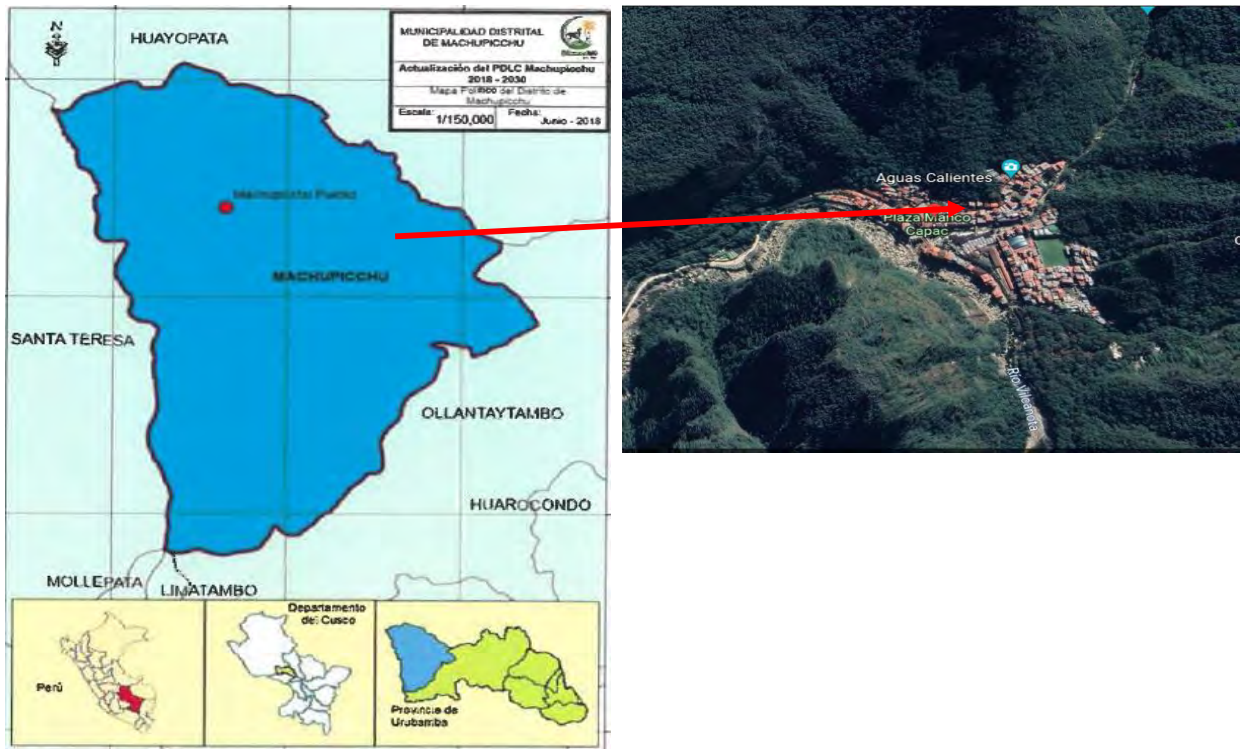 HUAYOPATA
MUNICIPALIDAD DISTRITAL
DE MACHUPICCHU
Actualización del PDLC Machupicchu
2018 - 2030
Mapa Político del Distrito de
Machupicchu
Escala: 1/150,000
Fecha: Junio - 2018
Machupicchu Pueblo
MACHUPICCHU
SANTA TERESA
OLLANTAYTAMBO
HUAROCONDO
MOLLEPATA
LIMATAMBO
Perú
Departamento
del Cusco
Provincia de
Urubamba
Aguas Calientes
Plaza Manco
Capac
Río Vilcanota